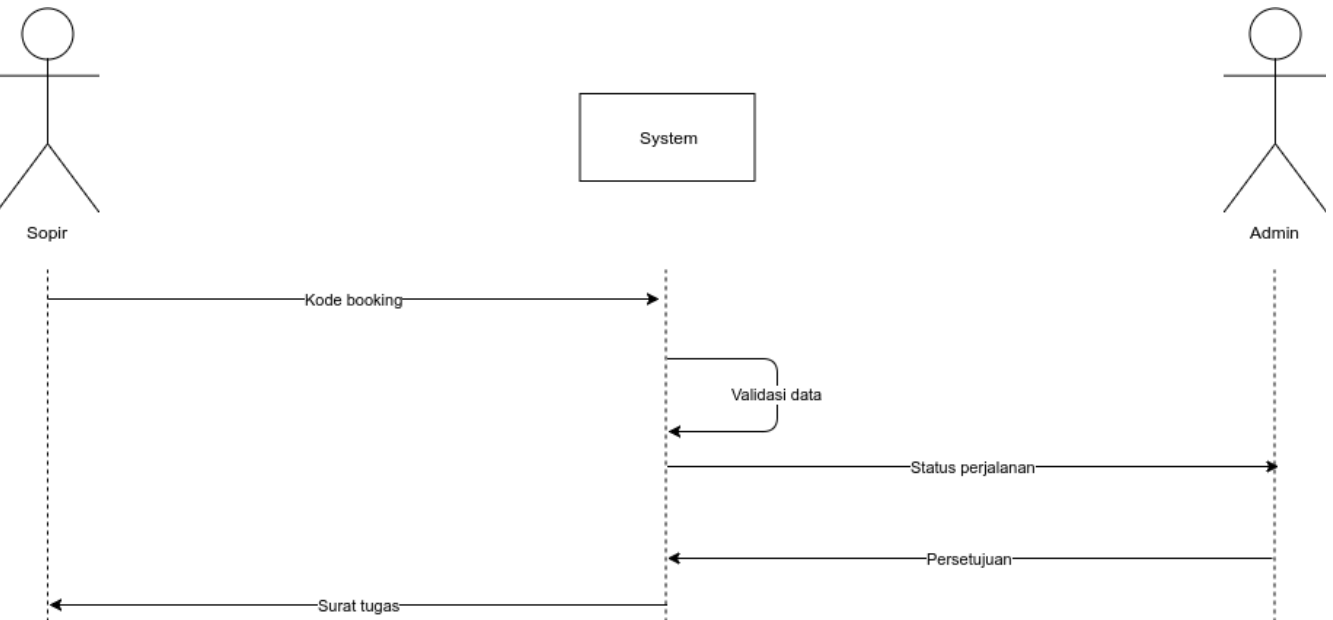 System
Sopir
Admin
Kode booking
Validasi data
Status perjalanan
Persetujuan
Surat tugas